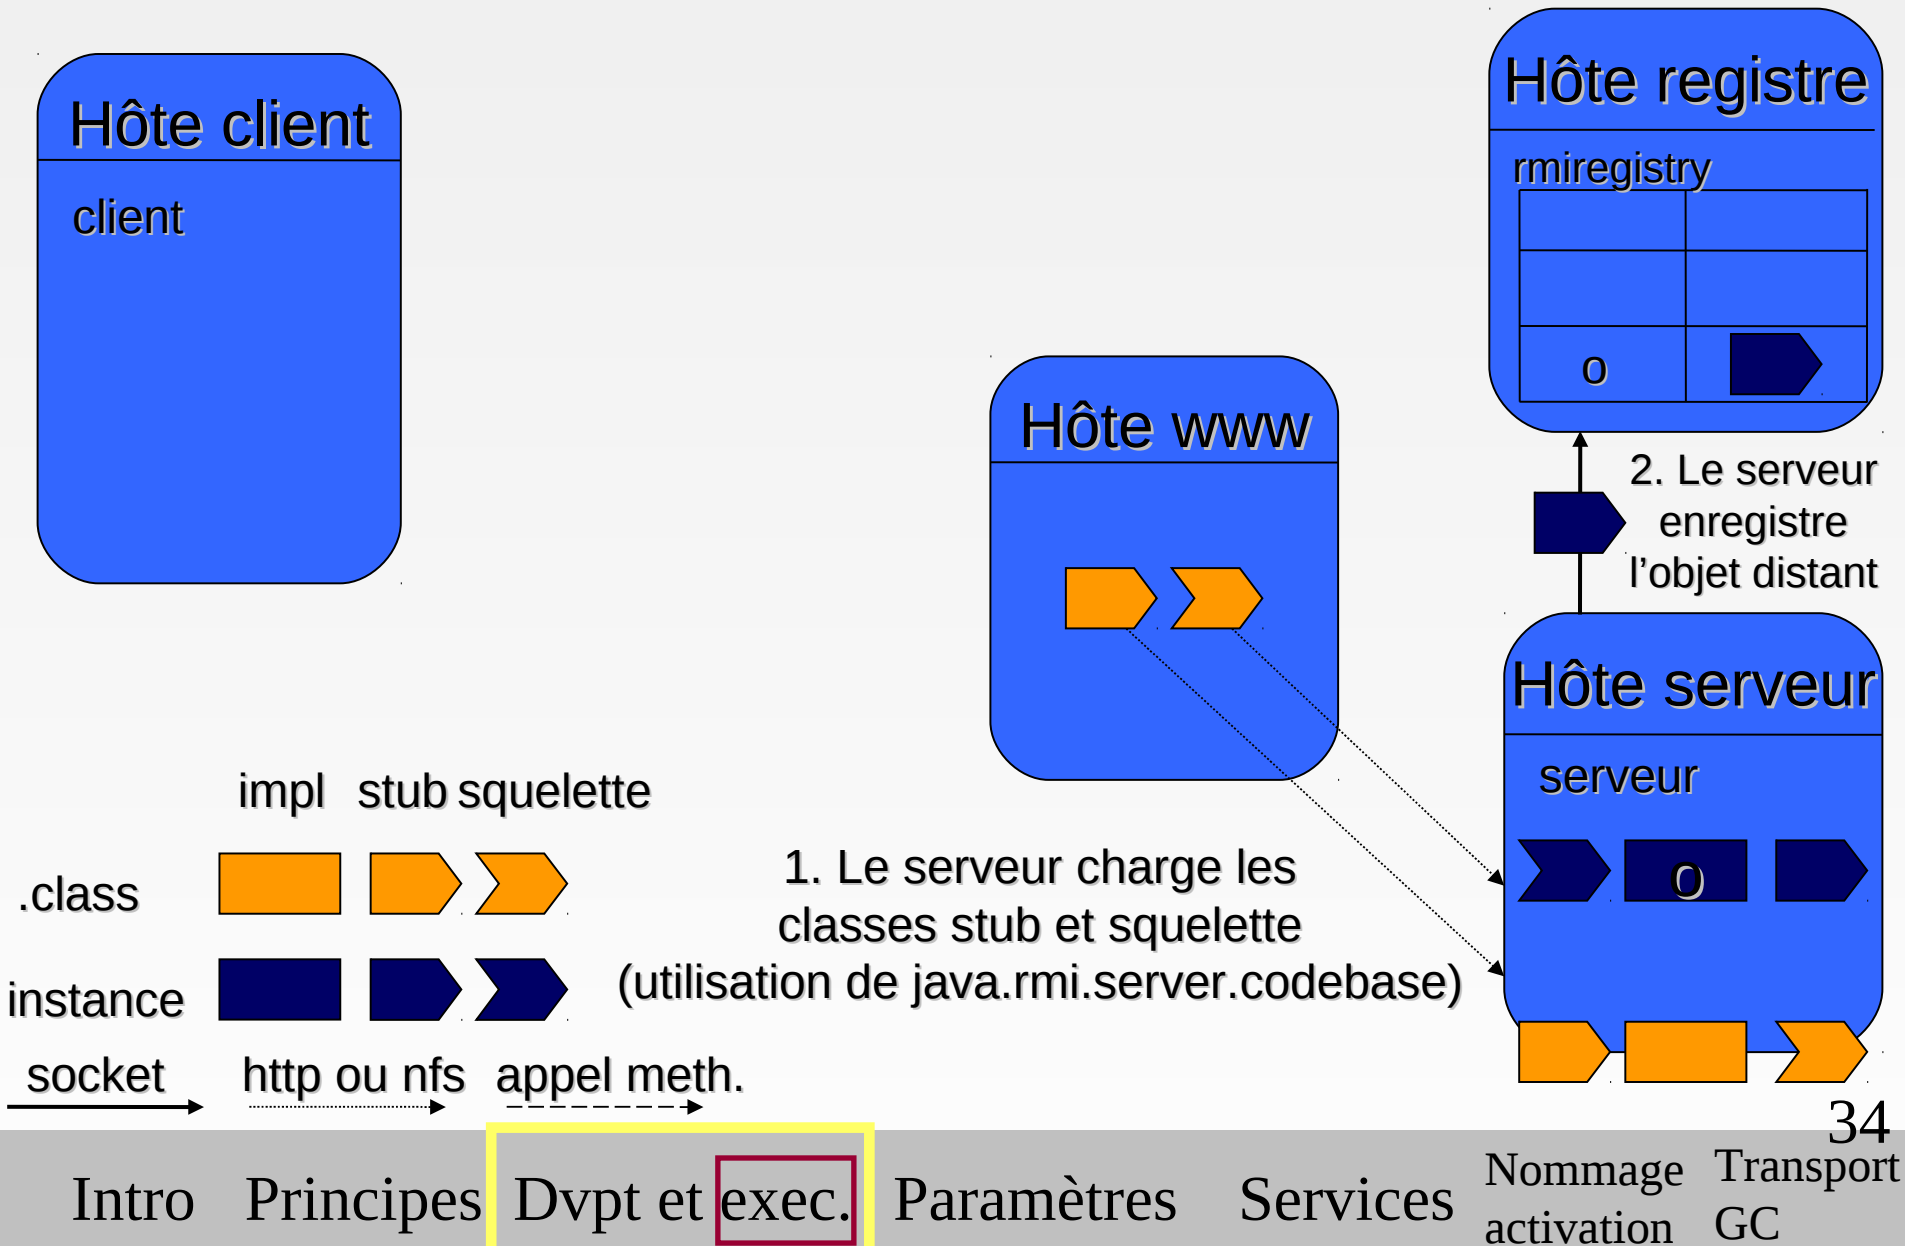 Hôte client
client
Hôte www
Hôte registre
rmiregistry
o
2. Le serveur
enregistre
l’objet distant
Hôte serveur
serveur
o
impl stub squelette
.class
instance
socket http ou nfs appel meth.
1. Le serveur charge les
classes stub et squelette
(utilisation de java.rmi.server.codebase)
34
Intro Principes Dvpt et exec. Paramètres Services
Nommage
activation
Transport
GC